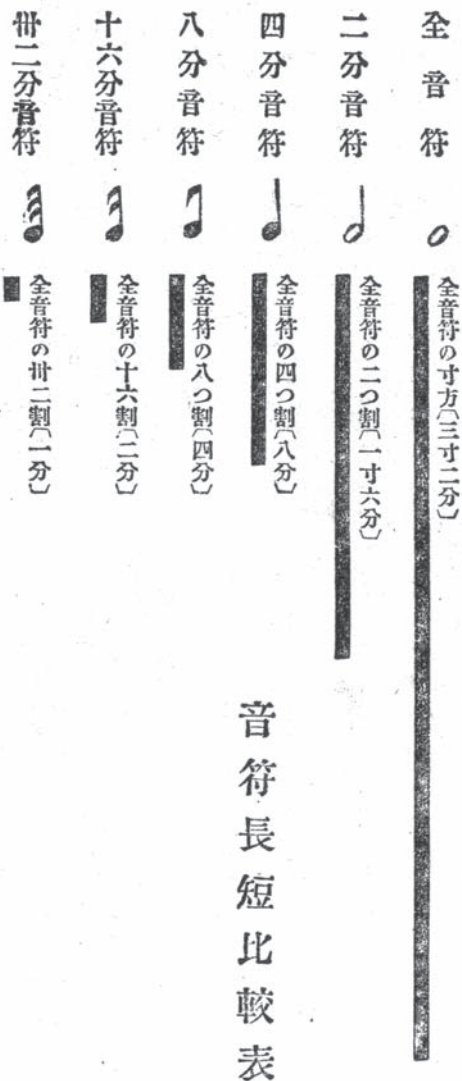 全音符
全音符の寸方〔三寸二分〕
二分音符
全音符の二つ割〔一寸六分〕
四分音符
全音符の四つ割〔八分〕
八分音符
全音符の八つ割〔四分〕
十六分音符
全音符の十六割〔二分〕
卅二分音符
全音符の卅二割〔一分〕
音符長短比較表